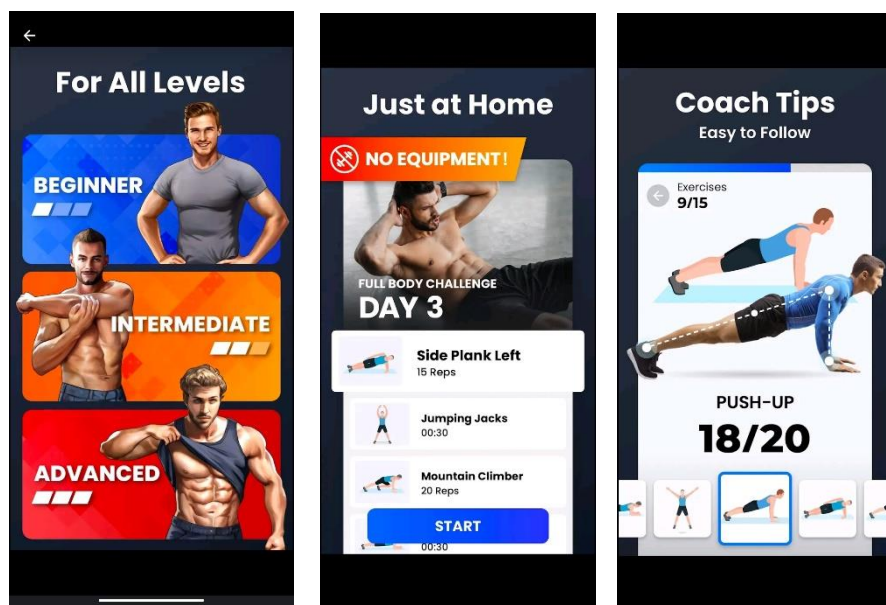 For All Levels
BEGINNER
INTERMEDIATE
ADVANCED
Just at Home
NO EQUIPMENT!
FULL BODY CHALLENGE
DAY 3
Side Plank Left
15 Reps
Jumping Jacks
00:30
Mountain Climber
20 Reps
START
00:30
Coach Tips
Easy to Follow
Exercises
9/15
PUSH-UP
18/20